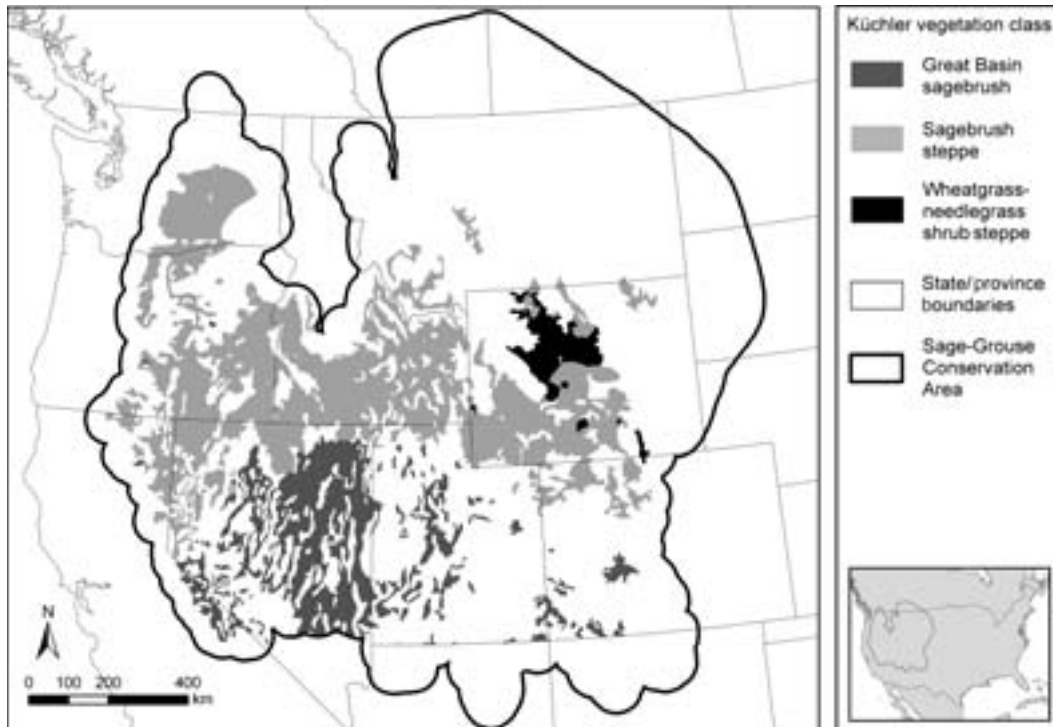 Küchler vegetation class
Great Basin
sagebrush
Sagebrush
steppe
Wheatgrass-
needlegrass
shrub steppe
State/province
boundaries
Sage-Grouse
Conservation
Area
N
0 100 200 400
km